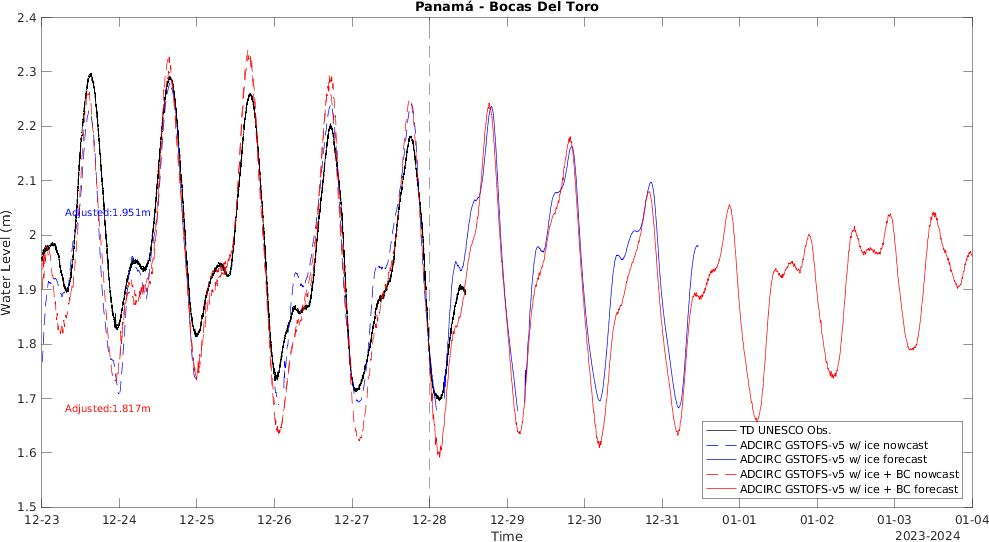 Panamá - Bocas Del Toro
Water Level (m)
2.4
2.3
2.2
2.1
2
1.9
1.8
1.7
1.6
1.5
Adjusted:1.951m
Adjusted:1.817m
TD UNESCO Obs.
ADCIRC GSTOFS-v5 w/ ice nowcast
ADCIRC GSTOFS-v5 w/ ice forecast
ADCIRC GSTOFS-v5 w/ ice + BC nowcast
ADCIRC GSTOFS-v5 w/ ice + BC forecast
12-23 12-24 12-25 12-26 12-27 12-28 12-29 12-30 12-31 01-01 01-02 01-03 01-04
Time
2023-2024